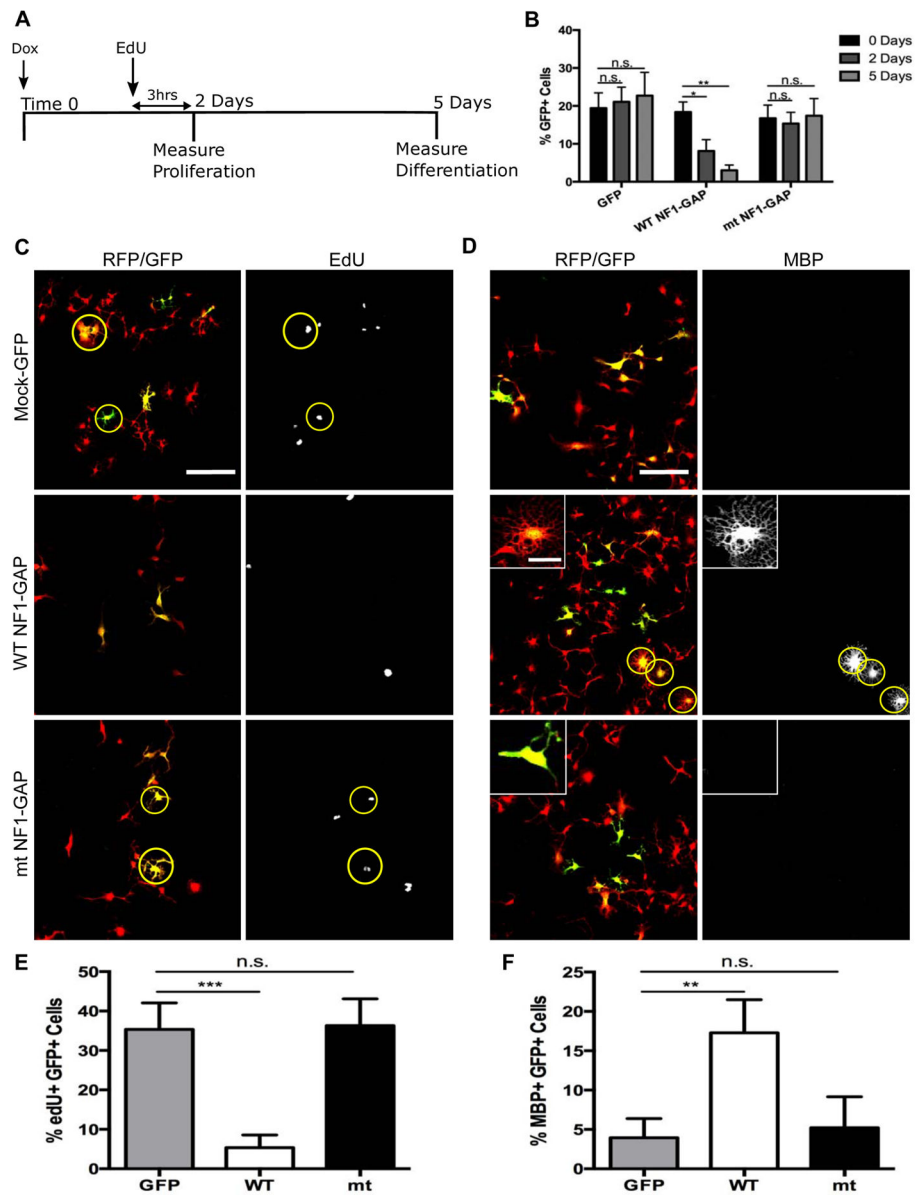 A
Dox
EdU
3hrs
Time 0
2 Days
5 Days
Measure
Proliferation
Measure
Differentiation
B
% GFP+ Cells
40
30
20
10
0
n.s.
n.s.
**
*
n.s.
n.s.
0 Days
2 Days
5 Days
GFP
WT NF1-GAP
mt NF1-GAP
C
RFP/GFP
EdU
Mock-GFP
WT NF1-GAP
mt NF1-GAP
D
RFP/GFP
MBP
E
% edU+ GFP+ Cells
50
40
30
20
10
0
n.s.
***
GFP
WT
mt
F
% MBP+ GFP+ Cells
25
20
15
10
5
0
n.s.
**
GFP
WT
mt